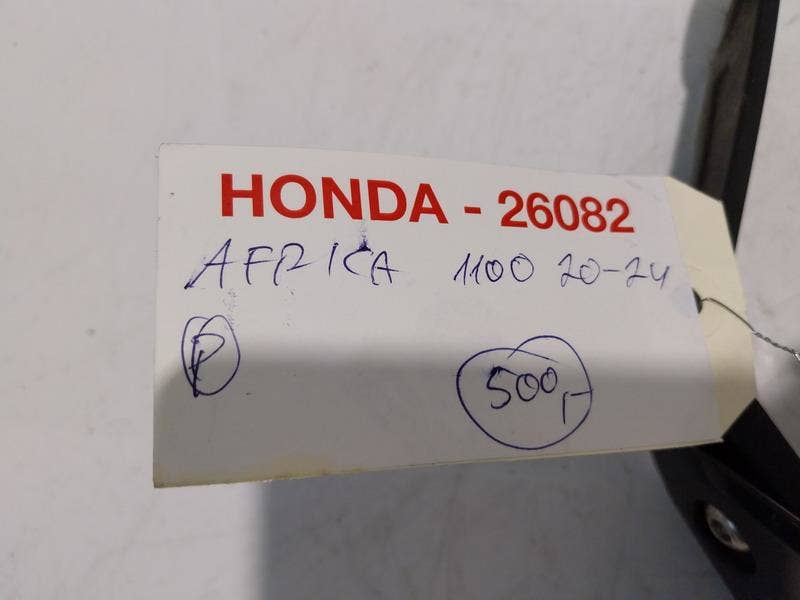 HONDA - 26082
AFRICA 1100 20-24
P 500,-